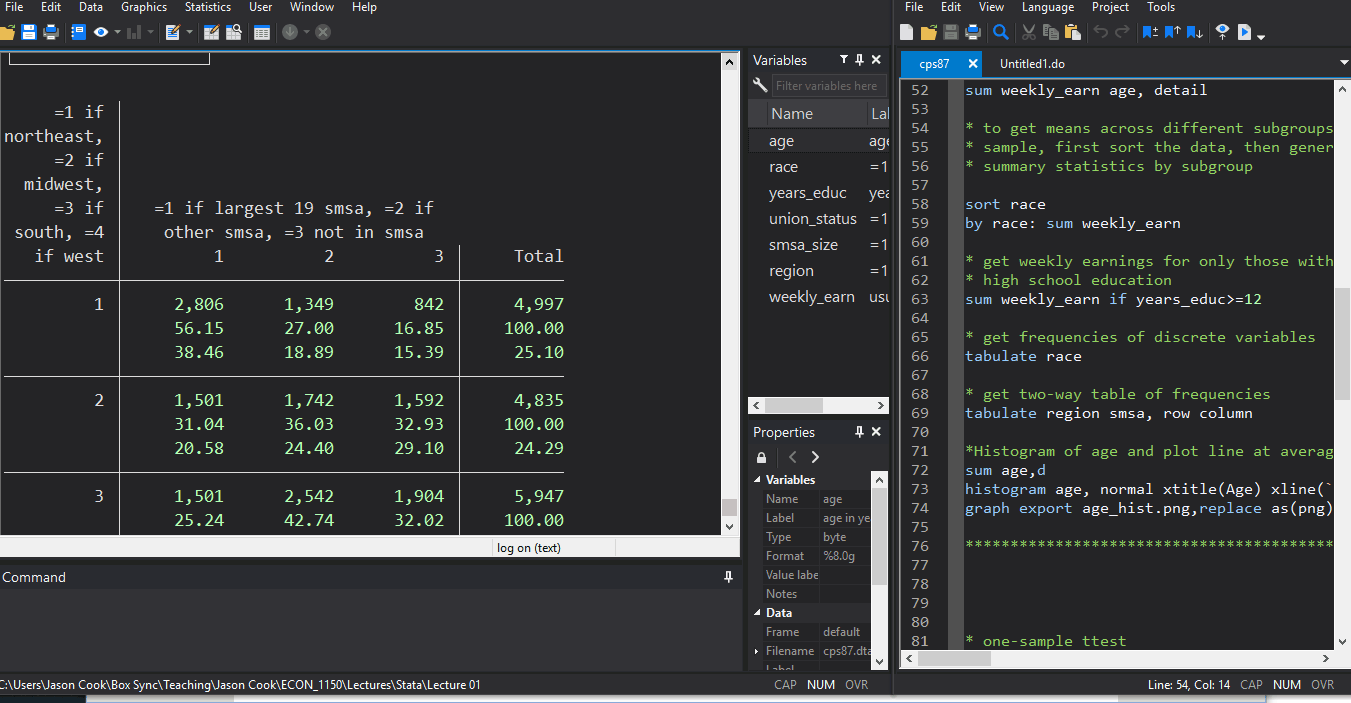 File Edit Data Graphics Statistics User Window Help
=1 if
northeast,
=2 if
midwest,
=3 if =1 if largest 19 smsa, =2 if
south, =4 other smsa, =3 not in smsa
if west 1 2 3 Total
1 2,806 1,349 842 4,997
56.15 27.00 16.85 100.00
38.46 18.89 15.39 25.10
2 1,501 1,742 1,592 4,835
31.04 36.03 32.93 100.00
20.58 24.40 29.10 24.29
3 1,501 2,542 1,904 5,947
25.24 42.74 32.02 100.00
log on (text)
Command
C:\Users\Jason Cook\Box Sync\Teaching\Jason Cook\ECON_1150\Lectures\Stata\Lecture 01
CAP NUM OVR
Variables
Filter variables here
Name Lal
age age
race =1
years_educ yea
union_status =1
smsa_size =1
region =1
weekly_earn usu
Properties
Variables
Name age
Label age in ye
Type byte
Format %8.0g
Value labe
Notes
Data
Frame default
Filename cps87.dta
Label
File Edit View Language Project Tools
cps87 Untitled1.do
52 sum weekly_earn age, detail
53
54 * to get means across different subgroups
55 * sample, first sort the data, then gener
56 * summary statistics by subgroup
57
58 sort race
59 by race: sum weekly_earn
60
61 * get weekly earnings for only those with
62 * high school education
63 sum weekly_earn if years_educ>=12
64
65 * get frequencies of discrete variables
66 tabulate race
67
68 * get two-way table of frequencies
69 tabulate region smsa, row column
70
71 *Histogram of age and plot line at averag
72 sum age,d
73 histogram age, normal xtitle(Age) xline(`
74 graph export age_hist.png,replace as(png)
75
76 *****************************************
77
78
79
80
81 * one-sample ttest
Line: 54, Col: 14 CAP NUM OVR